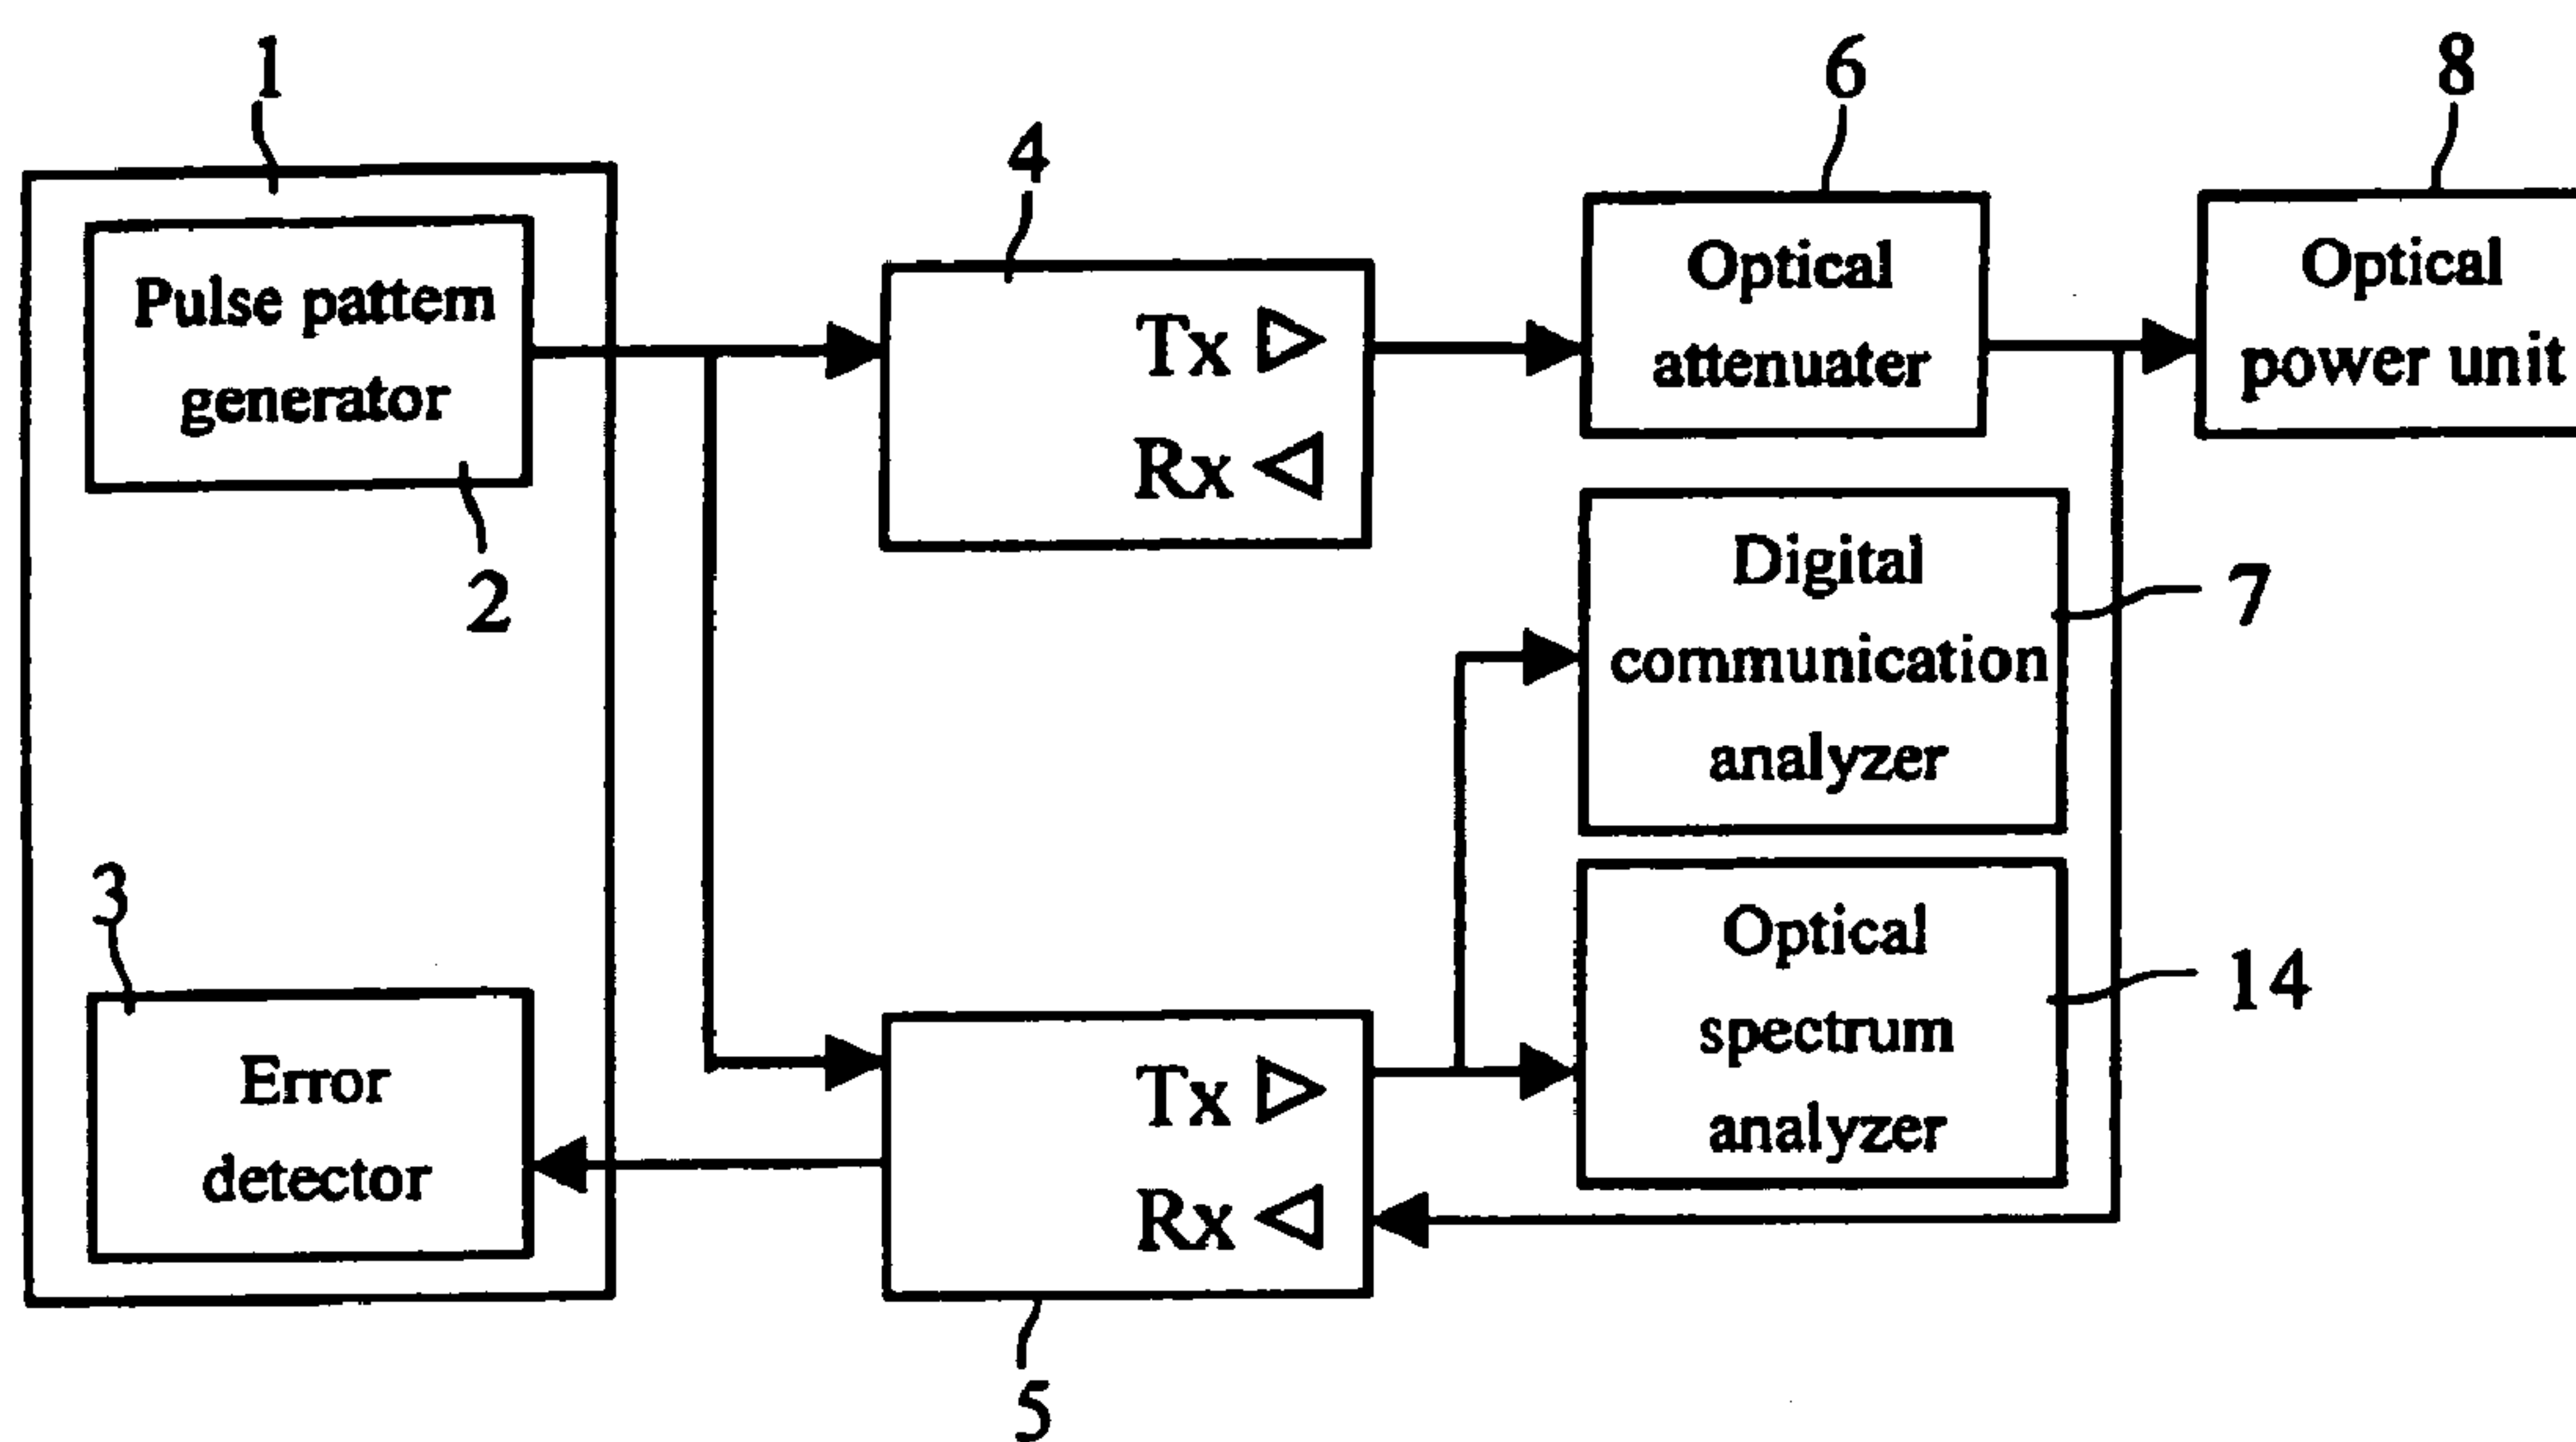 1
Pulse pattem
generator
2
3
Error
detector
4
Tx
Rx
5
Tx
Rx
6
Optical
attenuater
8
Optical
power unit
Digital
communication
analyzer
7
Optical
spectrum
analyzer
14